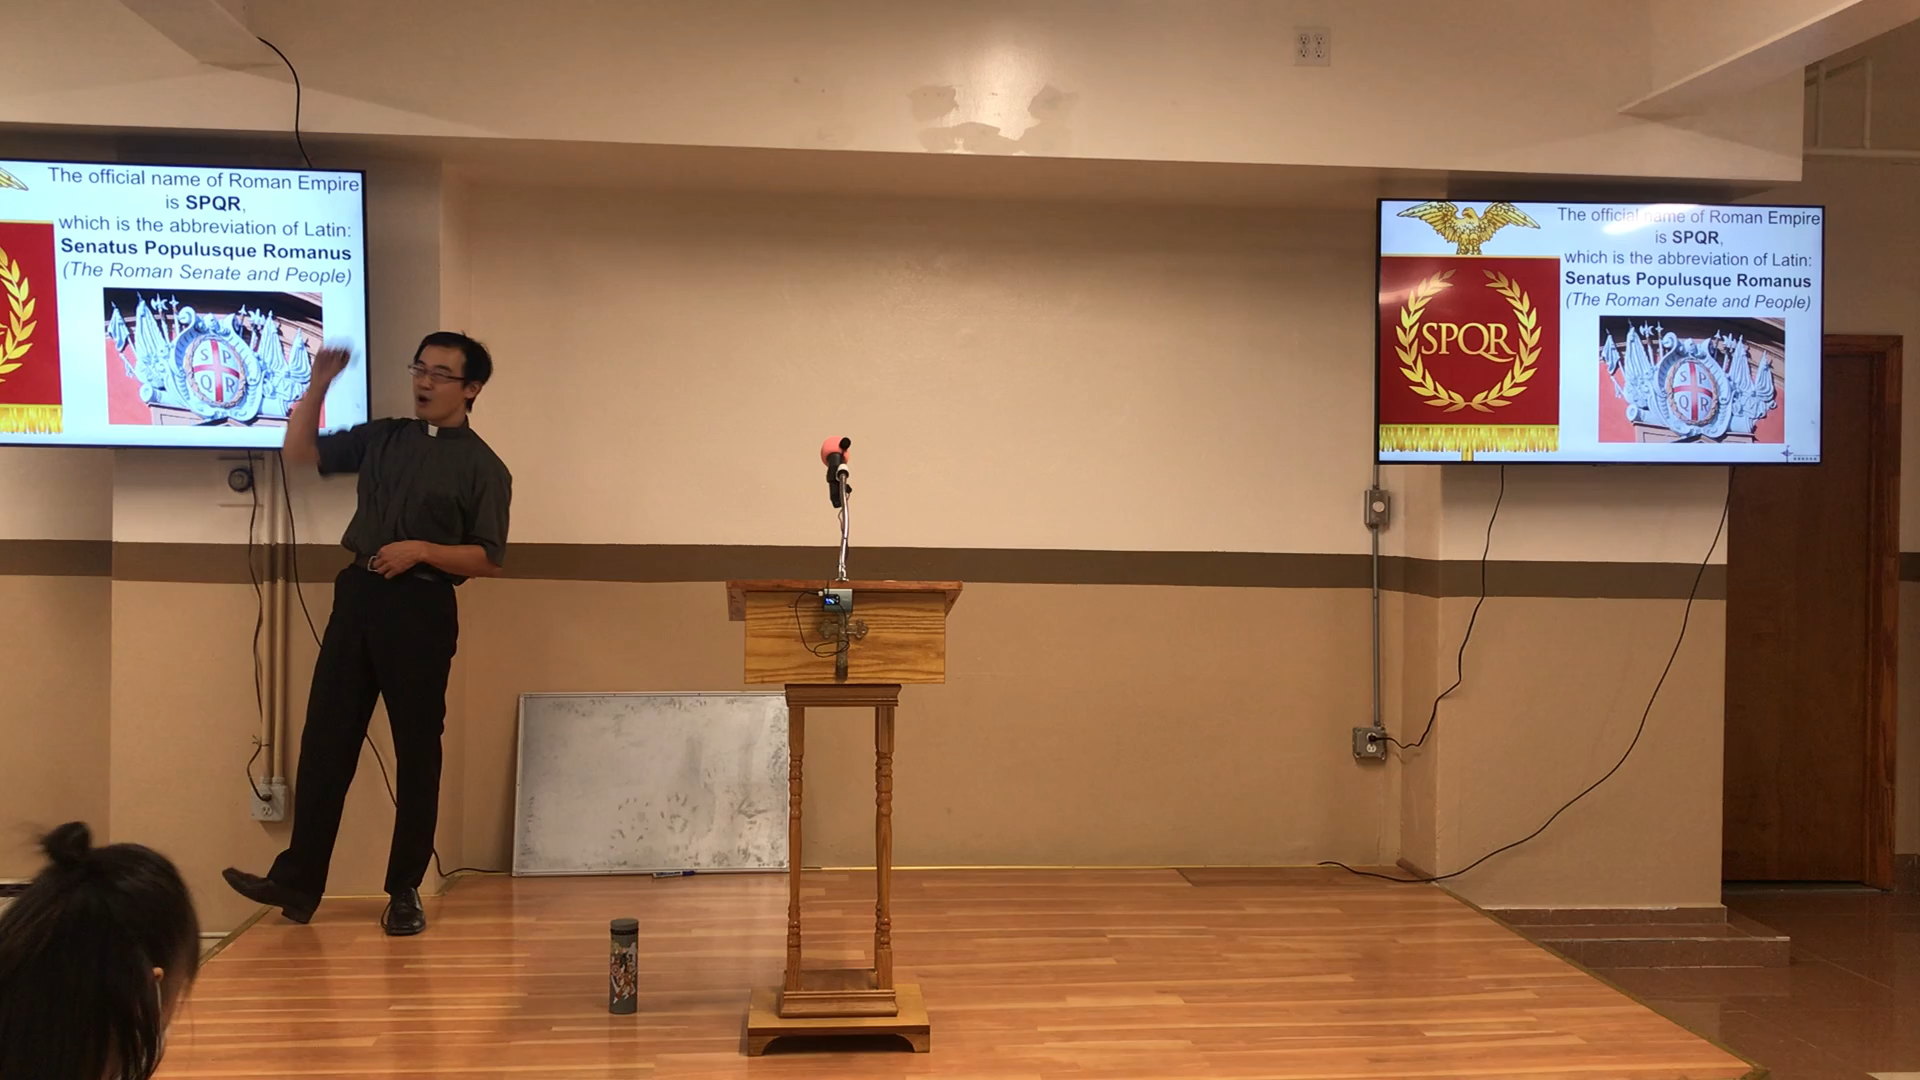 The official name of Roman Empire
is SPQR,
which is the abbreviation of Latin:
Senatus Populusque Romanus
(The Roman Senate and People)
S P
Q R
The official name of Roman Empire
is SPQR,
which is the abbreviation of Latin:
Senatus Populusque Romanus
(The Roman Senate and People)
SPQR
S P
Q R